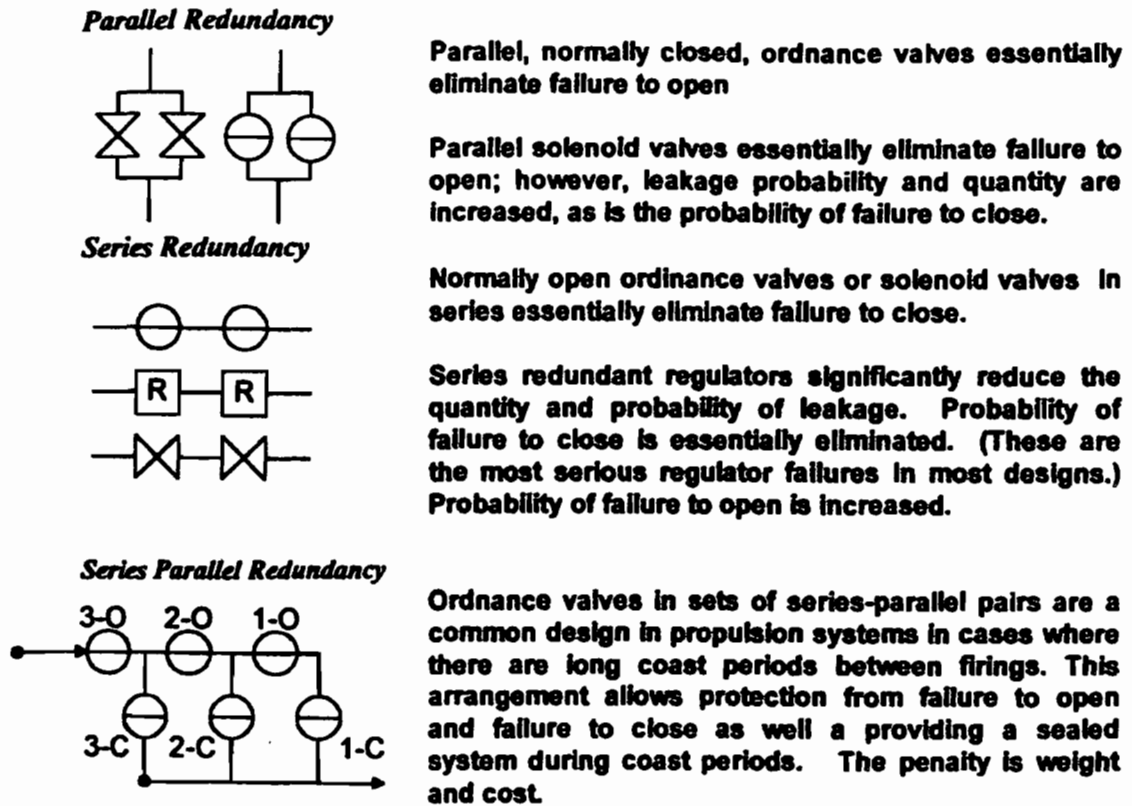 Parallel Redundancy
Parallel, normally closed, ordnance valves essentially
eliminate failure to open
Parallel solenoid valves essentially eliminate failure to
open; however, leakage probability and quantity are
increased, as is the probability of failure to close.
Series Redundancy
Normally open ordinance valves or solenoid valves in
series essentially eliminate failure to close.
R R
Series redundant regulators significantly reduce the
quantity and probability of leakage. Probability of
failure to close is essentially eliminated. (These are
the most serious regulator failures in most designs.)
Probability of failure to open is increased.
Series Parallel Redundancy
3-O 2-O 1-O
3-C 2-C 1-C
Ordnance valves in sets of series-parallel pairs are a
common design in propulsion systems in cases where
there are long coast periods between firings. This
arrangement allows protection from failure to open
and failure to close as well a providing a sealed
system during coast periods. The penalty is weight
and cost.